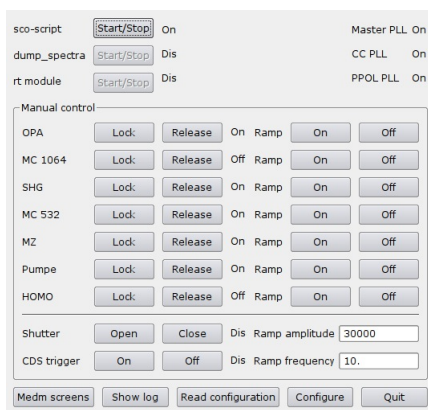 sco-script Start/Stop On Master PLL On
dump_spectra Start/Stop Dis CC PLL On
rt module Start/Stop Dis PPOL PLL On
Manual control
OPA Lock Release On Ramp On Off
MC 1064 Lock Release Off Ramp On Off
SHG Lock Release On Ramp On Off
MC 532 Lock Release On Ramp On Off
MZ Lock Release On Ramp On Off
Pumpe Lock Release On Ramp On Off
HOMO Lock Release Off Ramp On Off
Shutter Open Close Dis Ramp amplitude 30000
CDS trigger On Off Dis Ramp frequency 10.
Medm screens Show log Read configuration Configure Quit